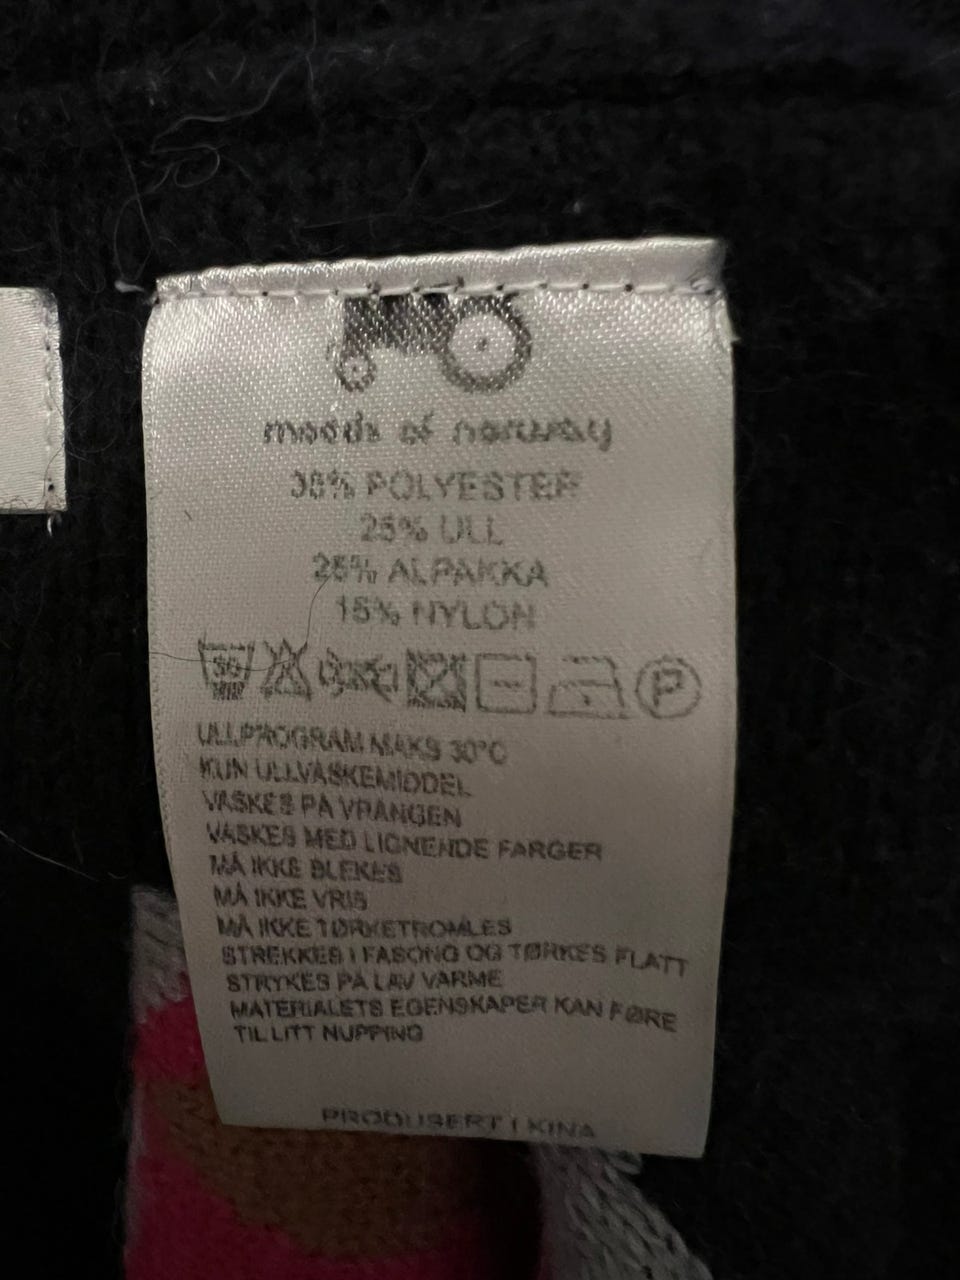 moods of norway
35% POLYESTER
25% ULL
25% ALPAKKA
15% NYLON
30 P
ULLPROGRAM MAKS 30°C
KUN ULLVASKEMIDDEL
VASKES PÅ VRANGEN
VASKES MED LIGNENDE FARGER
MÅ IKKE BLEKES
MÅ IKKE VRIS
MÅ IKKE TØRKETROMLES
STREKKES I FASONG OG TØRKES FLATT
STRYKES PÅ LAV VARME
MATERIALETS EGENSKAPER KAN FØRE
TIL LITT NUPPING
PRODUSERT I KINA